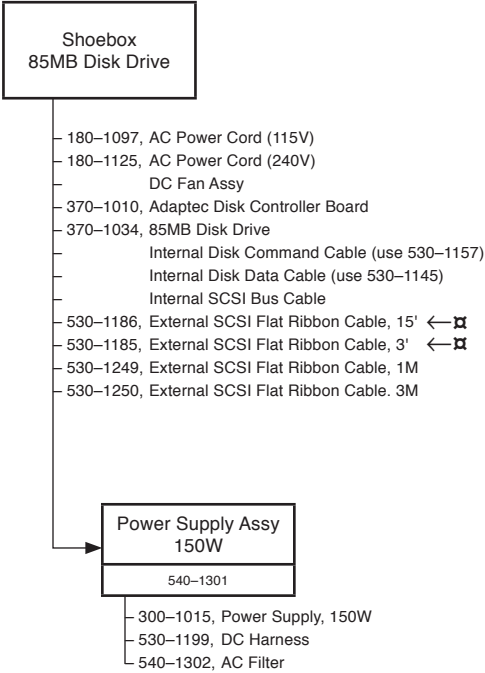 Shoebox
85MB Disk Drive
180–1097, AC Power Cord (115V)
180–1125, AC Power Cord (240V)
DC Fan Assy
370–1010, Adaptec Disk Controller Board
370–1034, 85MB Disk Drive
Internal Disk Command Cable (use 530–1157)
Internal Disk Data Cable (use 530–1145)
Internal SCSI Bus Cable
530–1186, External SCSI Flat Ribbon Cable, 15' ←¤
530–1185, External SCSI Flat Ribbon Cable, 3' ←¤
530–1249, External SCSI Flat Ribbon Cable, 1M
530–1250, External SCSI Flat Ribbon Cable. 3M
Power Supply Assy
150W
540–1301
300–1015, Power Supply, 150W
530–1199, DC Harness
540–1302, AC Filter